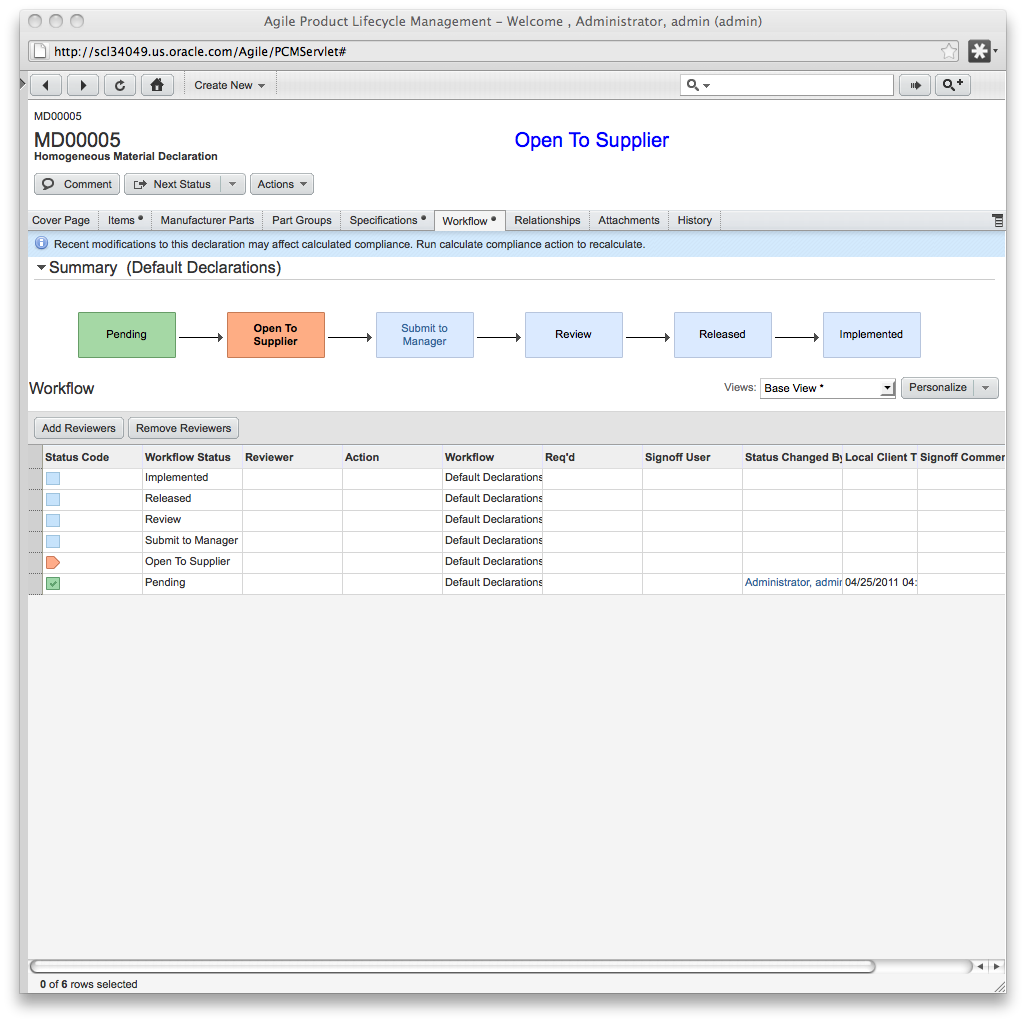 Agile Product Lifecycle Management – Welcome , Administrator, admin (admin)
http://scl34049.us.oracle.com/Agile/PCMServlet#
Create New
MD00005
MD00005
Open To Supplier
Homogeneous Material Declaration
Comment Next Status Actions
Cover Page Items Manufacturer Parts Part Groups Specifications Workflow Relationships Attachments History
Recent modifications to this declaration may affect calculated compliance. Run calculate compliance action to recalculate.
Summary (Default Declarations)
Pending
Open To
Supplier
Submit to
Manager
Review
Released
Implemented
Workflow
Views: Base View * Personalize
Add Reviewers Remove Reviewers
Status Code Workflow Status Reviewer Action Workflow Req'd Signoff User Status Changed By Local Client T Signoff Commen
Implemented Default Declarations
Released Default Declarations
Review Default Declarations
Submit to Manager Default Declarations
Open To Supplier Default Declarations
Pending Default Declarations Administrator, admin 04/25/2011 04:
0 of 6 rows selected